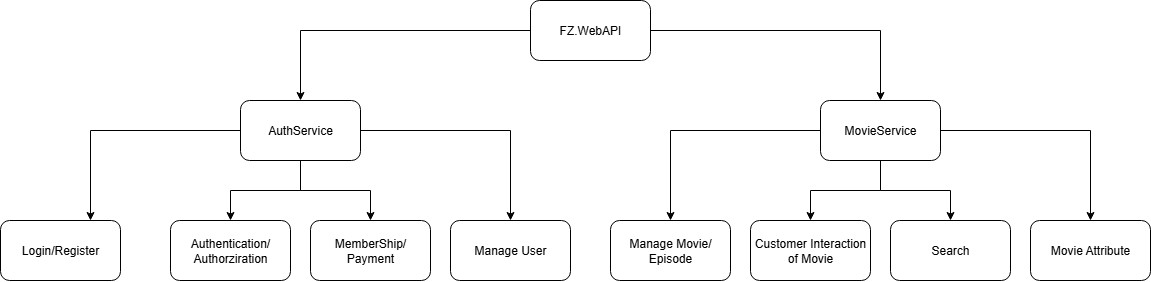 FZ.WebAPI
AuthService
MovieService
Login/Register
Authentication/
Authorziration
MemberShip/
Payment
Manage User
Manage Movie/
Episode
Customer Interaction
of Movie
Search
Movie Attribute